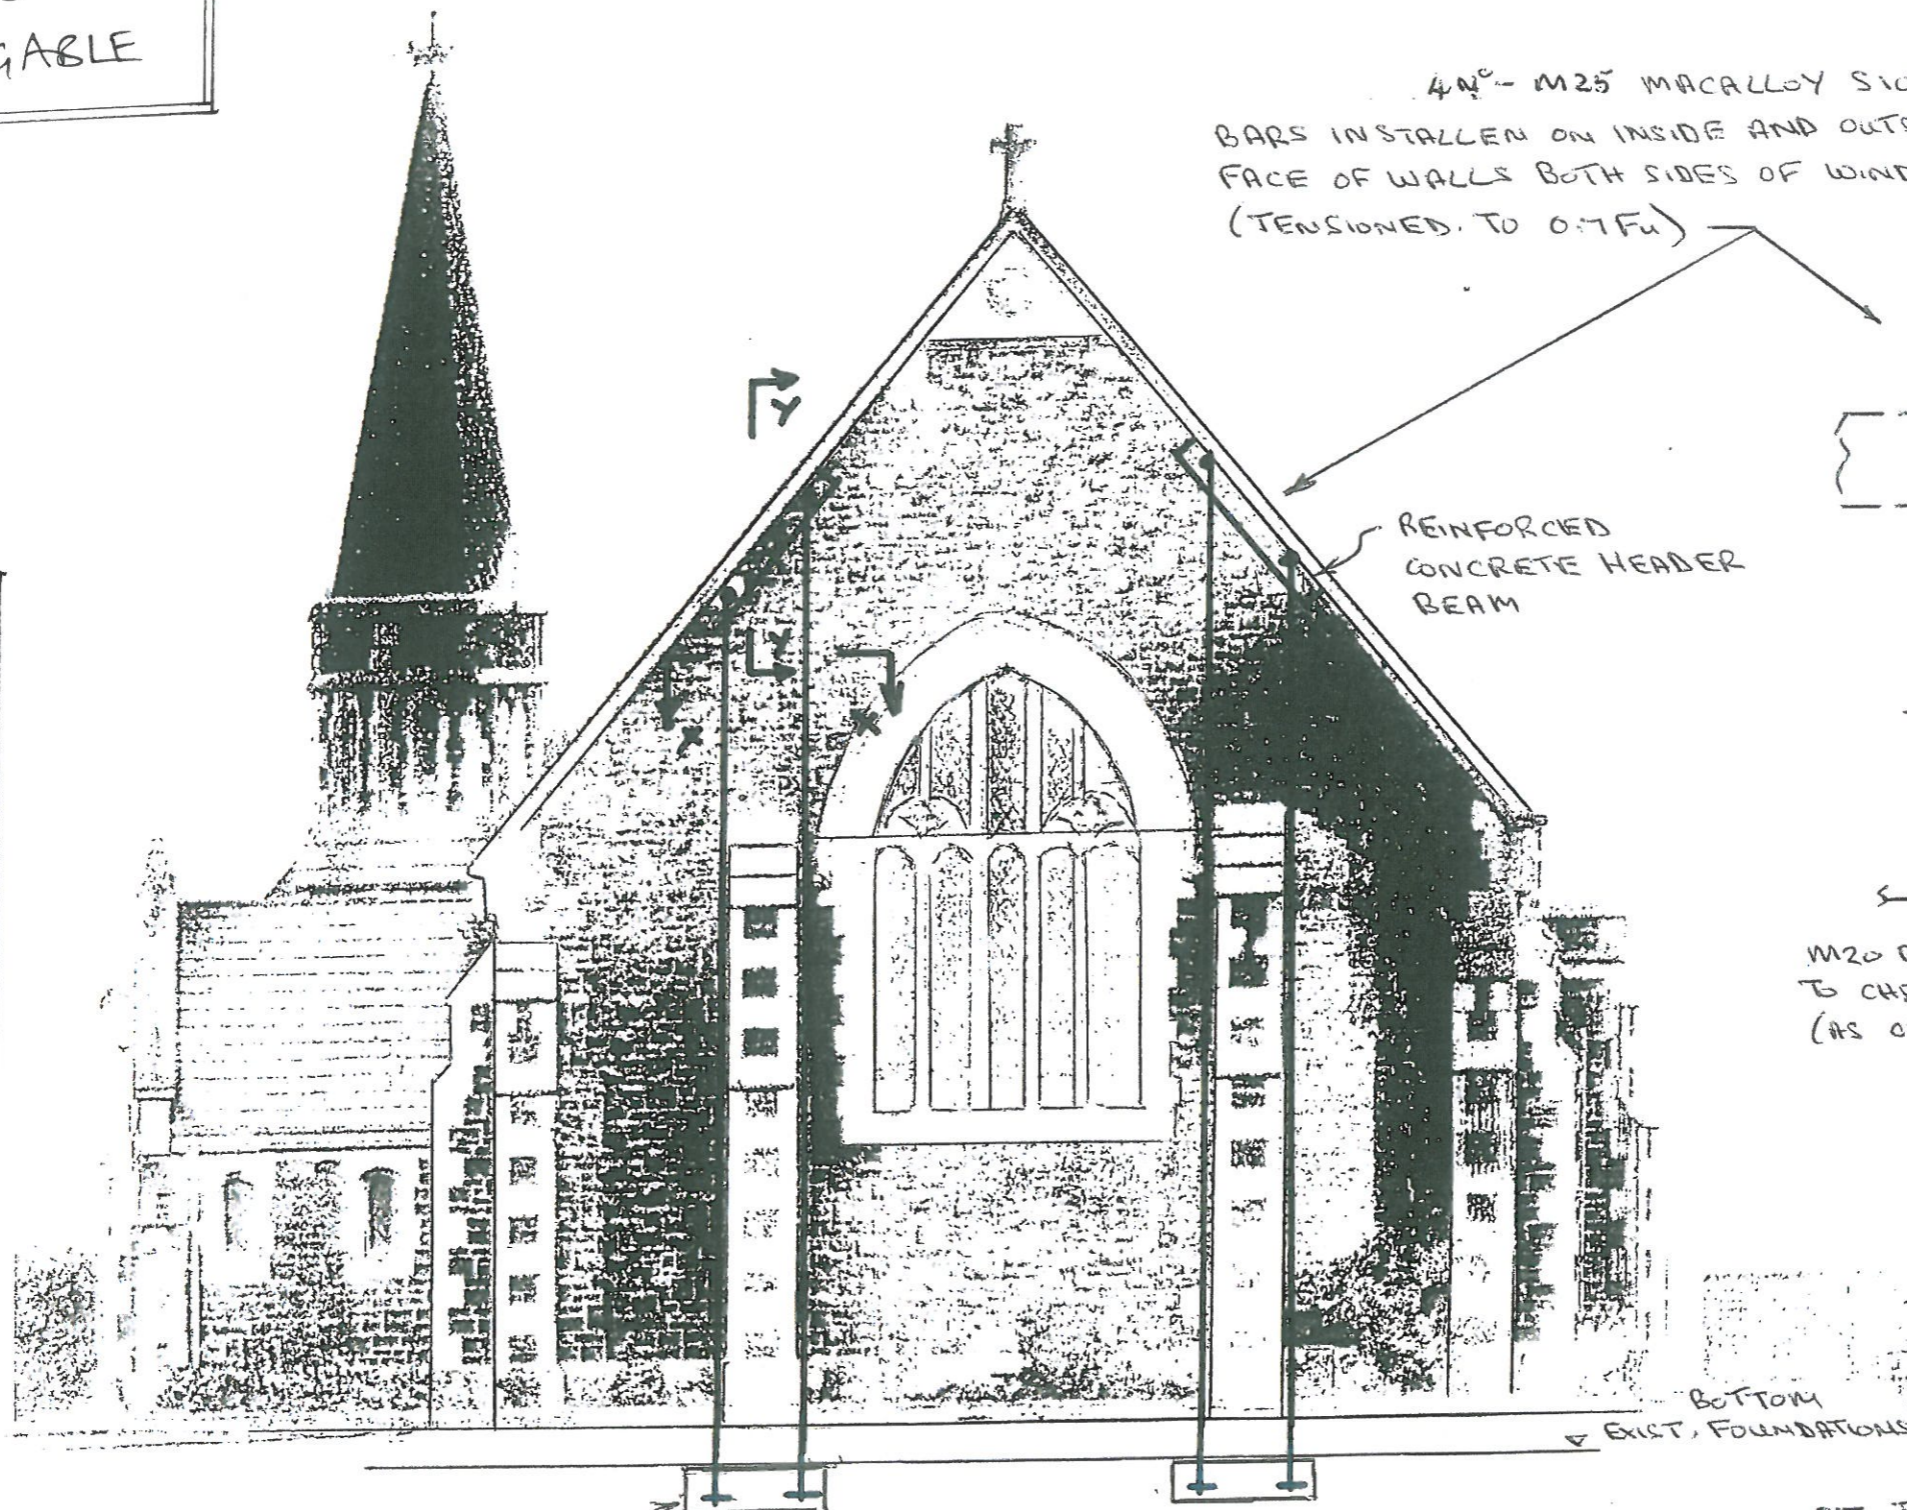 GABLE
4No - M25 MACALLOY
BARS INSTALLEN ON INSIDE AND
FACE OF WALLS BOTH SIDES OF
(TENSIONED. TO 0.7Fu)
Y
REINFORCED
CONCRETE HEADER
BEAM
Y
X X
M20
TO
(AS
BOTTOM
EXIST, FOUNDATIONS